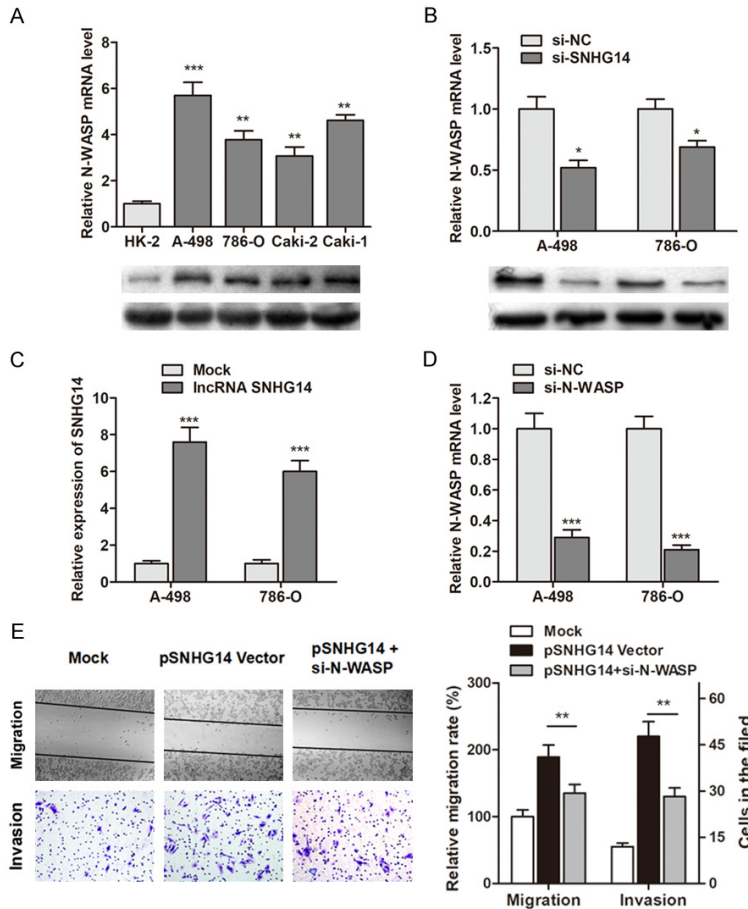 A
Relative N-WASP mRNA level
8
6
4
2
0
***
**
**
**
HK-2 A-498 786-O Caki-2 Caki-1
B
si-NC
si-SNHG14
Relative N-WASP mRNA level
1.5
1.0
0.5
0.0
*
*
A-498 786-O
C
Mock
lncRNA SNHG14
Relative expression of SNHG14
10
8
6
4
2
0
***
***
A-498 786-O
D
si-NC
si-N-WASP
Relative N-WASP mRNA level
1.2
1.0
0.8
0.6
0.4
0.2
0.0
***
***
A-498 786-O
E
Mock pSNHG14 Vector pSNHG14 + si-N-WASP
Migration
Invasion
Mock
pSNHG14 Vector
pSNHG14+si-N-WASP
Relative migration rate (%)
300
250
200
150
100
50
0
**
**
60
45
30
15
0
Cells in the filed
Migration Invasion